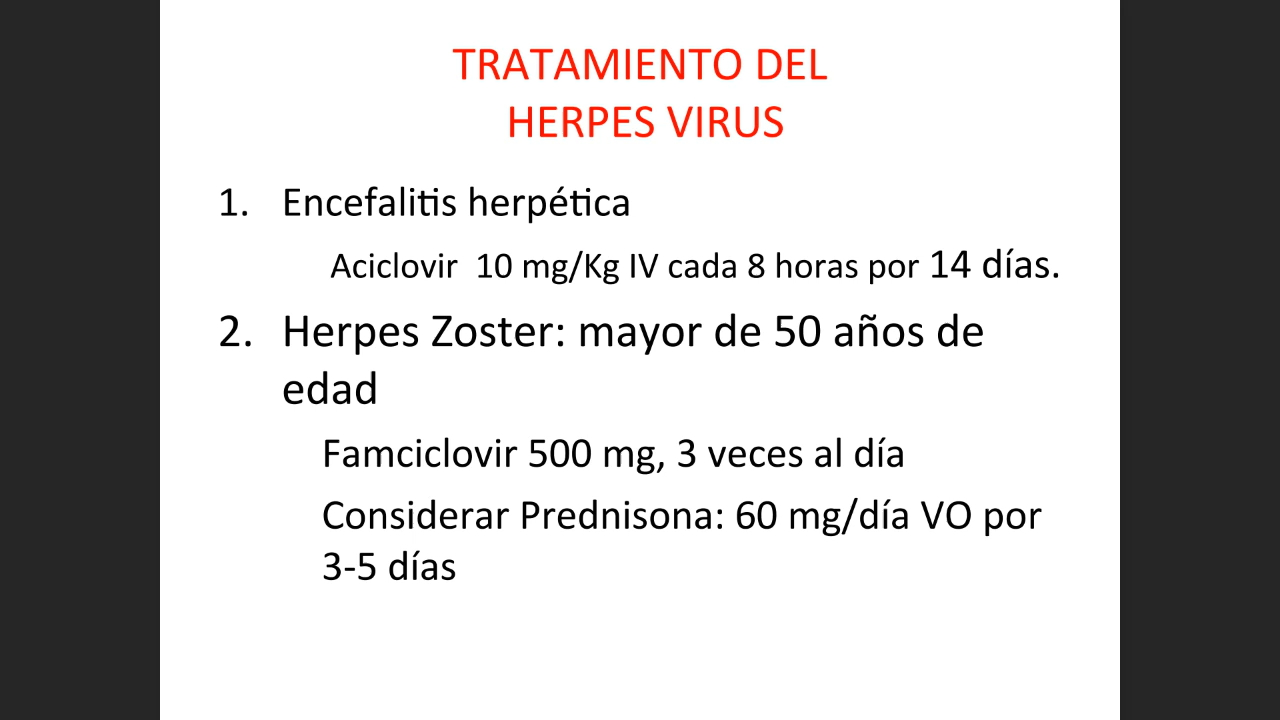 TRATAMIENTO DEL
HERPES VIRUS
1. Encefalitis herpética
Aciclovir 10 mg/Kg IV cada 8 horas por 14 días.
2. Herpes Zoster: mayor de 50 años de
edad
Famciclovir 500 mg, 3 veces al día
Considerar Prednisona: 60 mg/día VO por
3-5 días